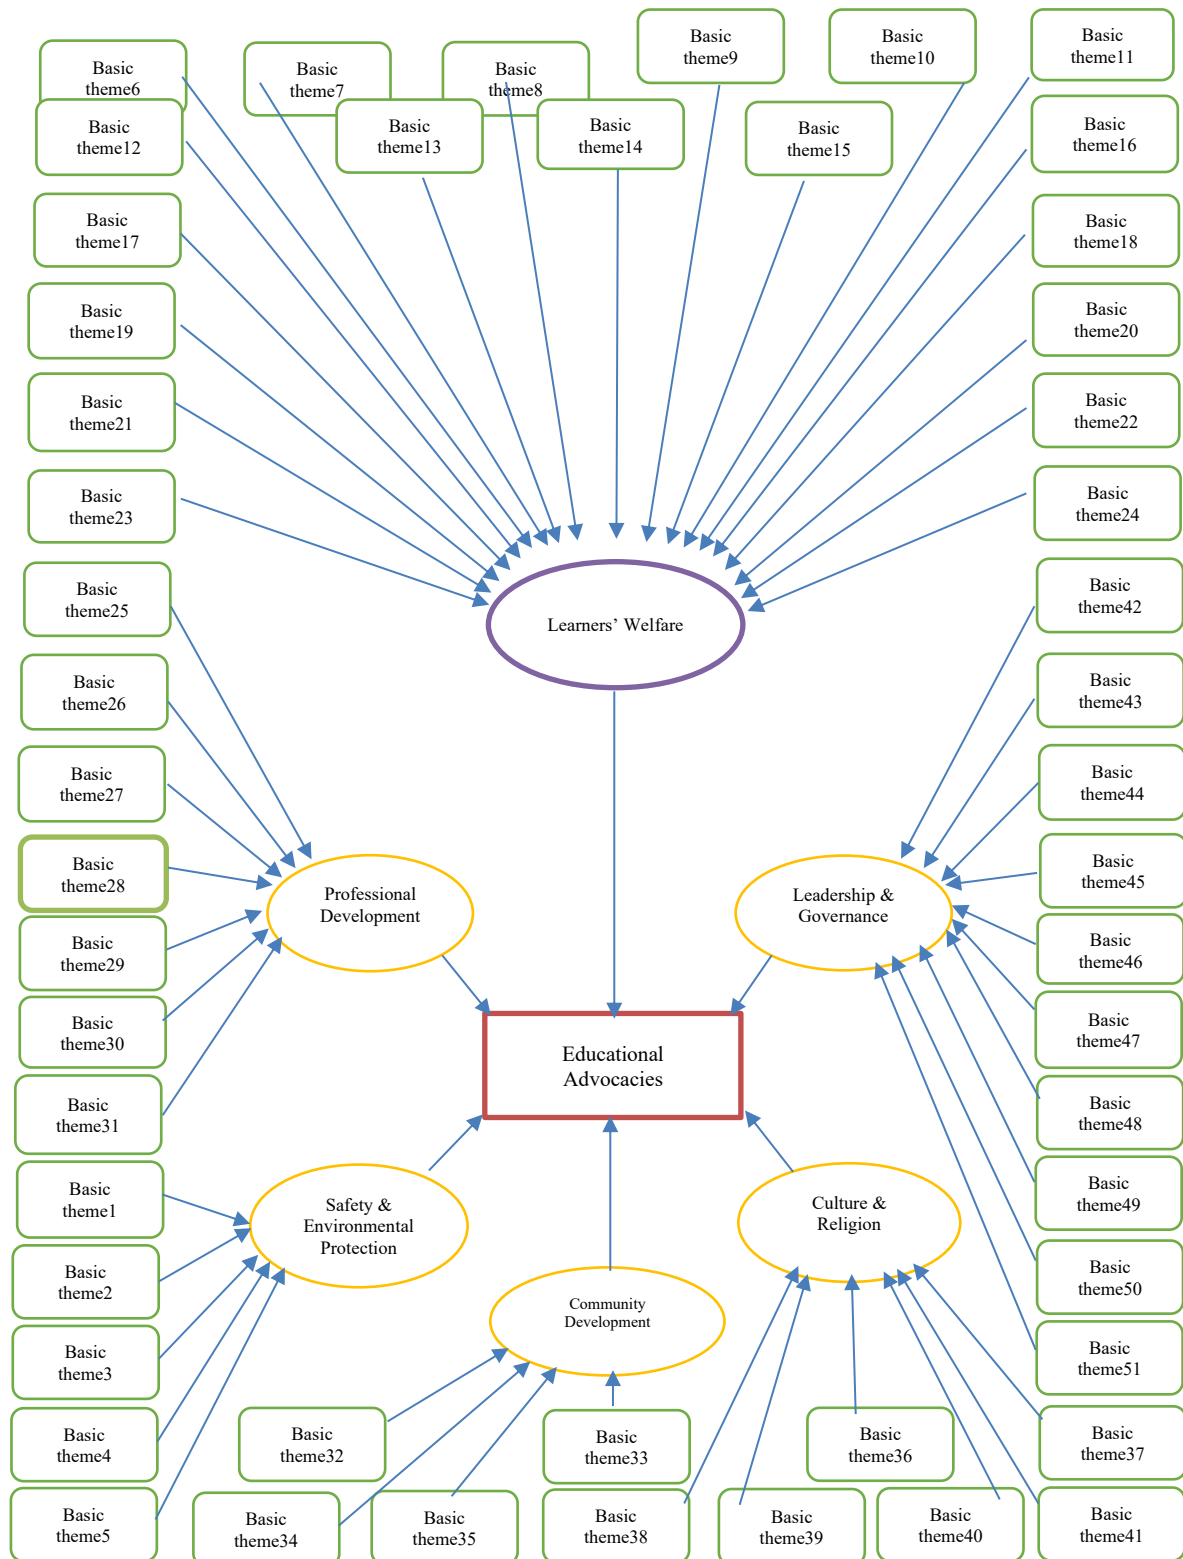 Basic
theme6
Basic
theme7
Basic
theme8
Basic
theme9
Basic
theme10
Basic
theme11
Basic
theme12
Basic
theme13
Basic
theme14
Basic
theme15
Basic
theme16
Basic
theme17
Basic
theme18
Basic
theme19
Basic
theme20
Basic
theme21
Basic
theme22
Basic
theme23
Basic
theme24
Learners’ Welfare
Basic
theme25
Basic
theme26
Basic
theme27
Basic
theme28
Basic
theme29
Basic
theme30
Basic
theme31
Professional
Development
Basic
theme42
Basic
theme43
Basic
theme44
Basic
theme45
Basic
theme46
Basic
theme47
Basic
theme48
Basic
theme49
Basic
theme50
Basic
theme51
Leadership &
Governance
Educational
Advocacies
Basic
theme1
Basic
theme2
Basic
theme3
Basic
theme4
Basic
theme5
Safety &
Environmental
Protection
Community
Development
Culture &
Religion
Basic
theme32
Basic
theme33
Basic
theme36
Basic
theme37
Basic
theme34
Basic
theme35
Basic
theme38
Basic
theme39
Basic
theme40
Basic
theme41